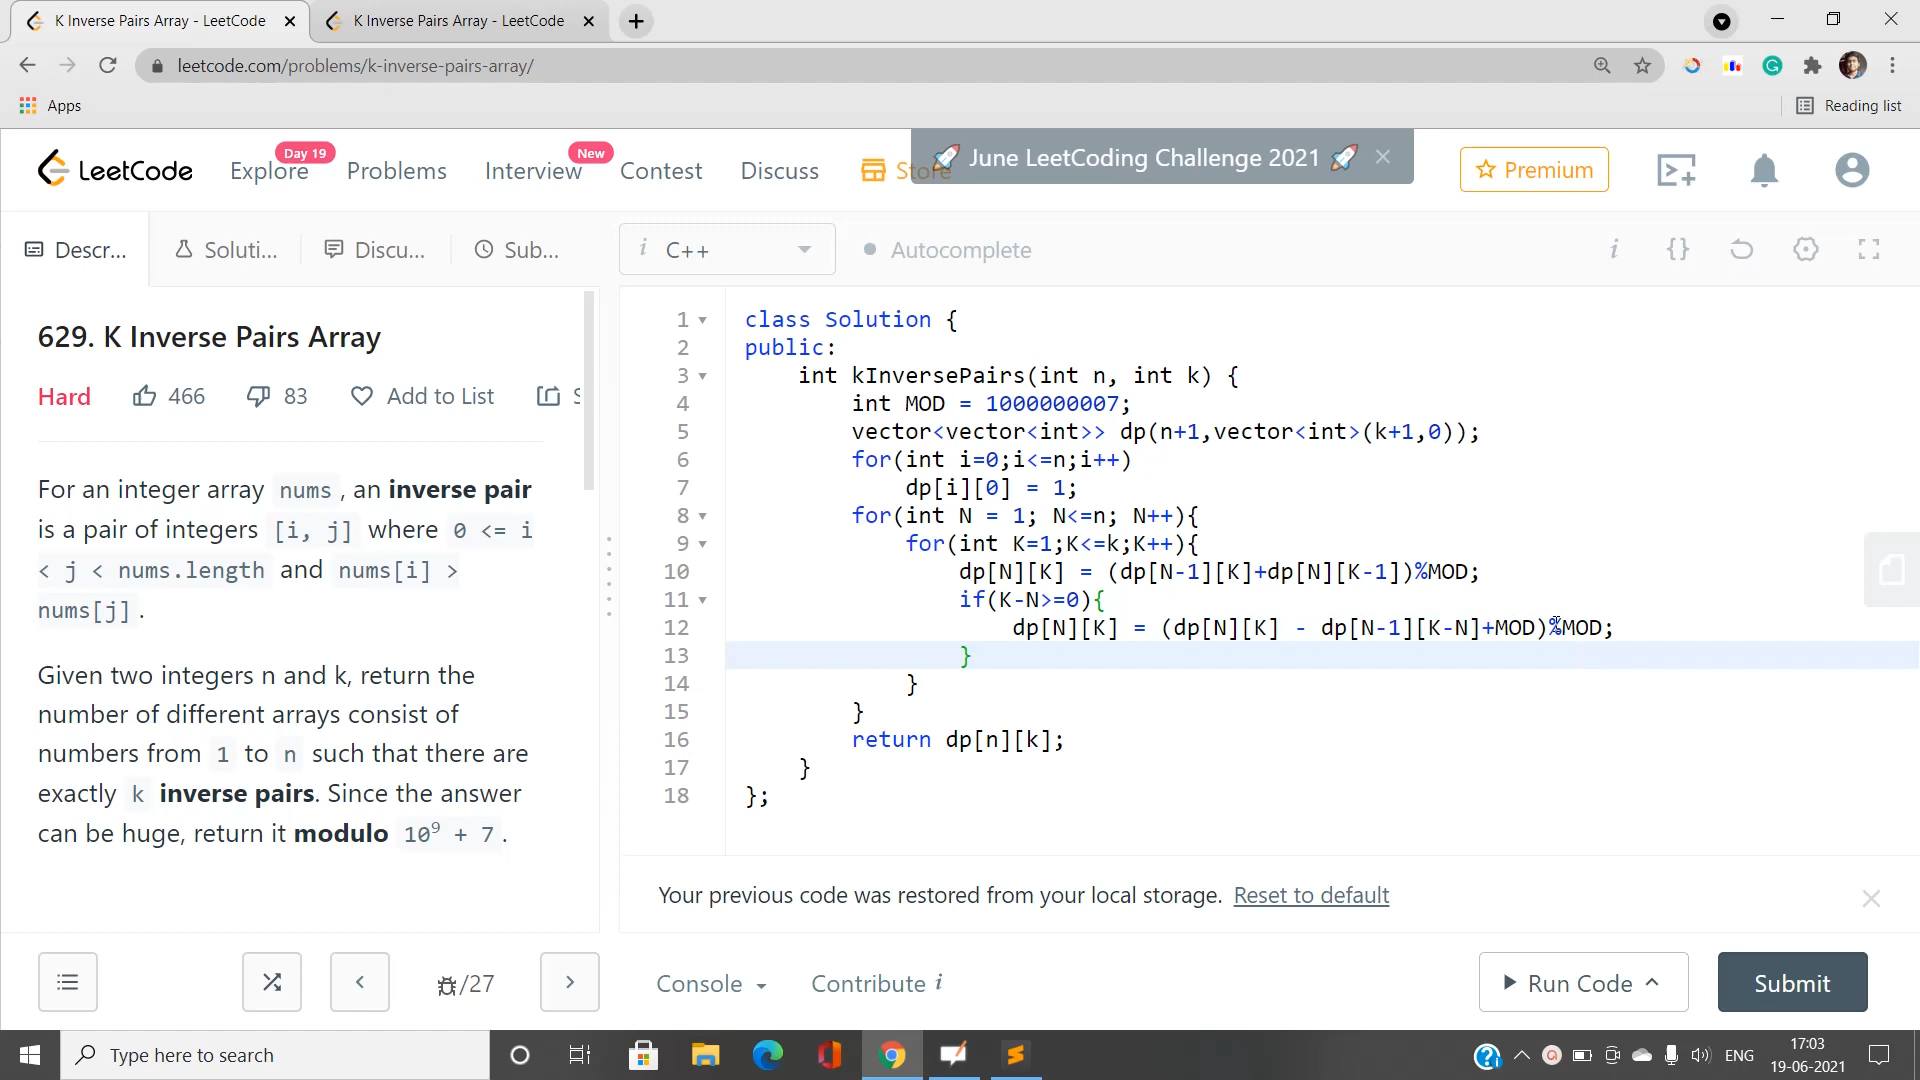 K Inverse Pairs Array - LeetCode
K Inverse Pairs Array - LeetCode
leetcode.com/problems/k-inverse-pairs-array/
Apps
Reading list
LeetCode
Explore
Day 19
Problems
Interview
New
Contest
Discuss
Store
🚀 June LeetCoding Challenge 2021 🚀
Premium
Descr...
Soluti...
Discu...
Sub...
i C++
Autocomplete
629. K Inverse Pairs Array
Hard 466 83 Add to List S
For an integer array nums , an inverse pair
is a pair of integers [i, j] where 0 <= i
< j < nums.length and nums[i] >
nums[j] .
Given two integers n and k, return the
number of different arrays consist of
numbers from 1 to n such that there are
exactly k inverse pairs. Since the answer
can be huge, return it modulo 10⁹ + 7 .
1 class Solution {
2 public:
3 int kInversePairs(int n, int k) {
4 int MOD = 1000000007;
5 vector<vector<int>> dp(n+1,vector<int>(k+1,0));
6 for(int i=0;i<=n;i++)
7 dp[i][0] = 1;
8 for(int N = 1; N<=n; N++){
9 for(int K=1;K<=k;K++){
10 dp[N][K] = (dp[N-1][K]+dp[N][K-1])%MOD;
11 if(K-N>=0){
12 dp[N][K] = (dp[N][K] - dp[N-1][K-N]+MOD)%MOD;
13 }
14 }
15 }
16 return dp[n][k];
17 }
18 };
Your previous code was restored from your local storage. Reset to default
/27
Console
Contribute i
Run Code
Submit
Type here to search
ENG
17:03
19-06-2021